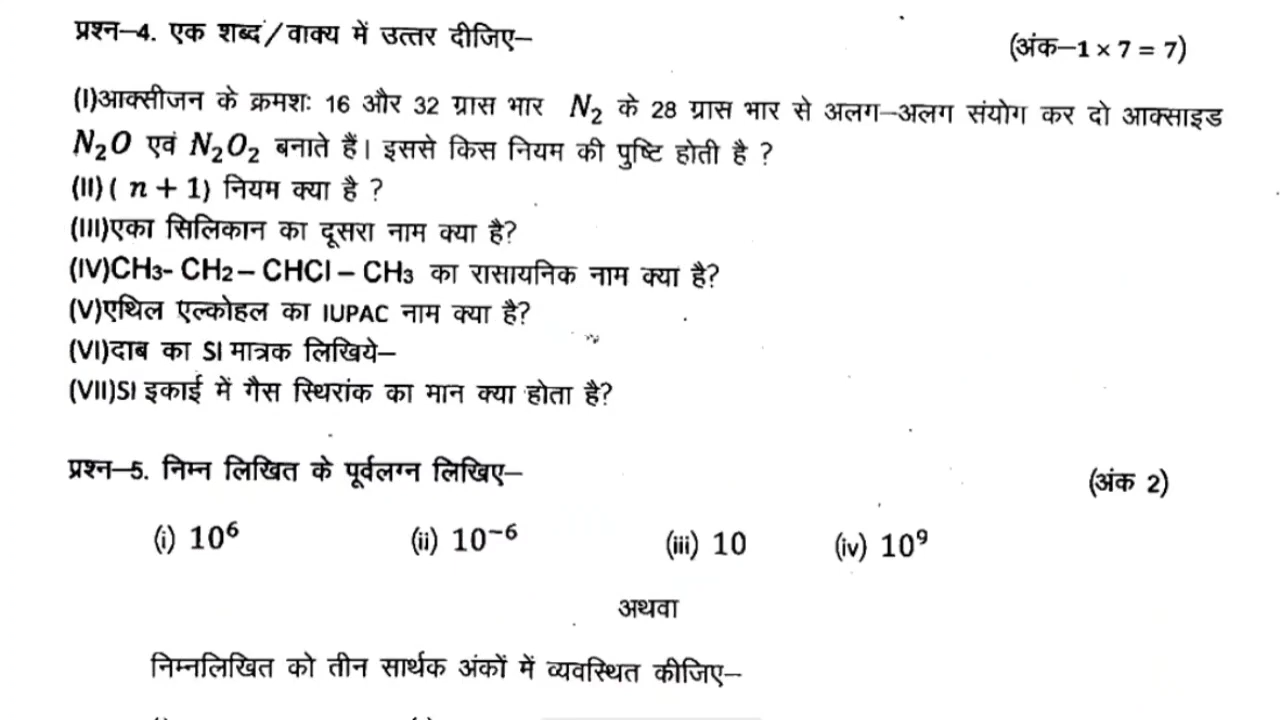 प्रश्न–4. एक शब्द/वाक्य में उत्तर दीजिए– (अंक–1 × 7 = 7)
(I)आक्सीजन के क्रमशः 16 और 32 ग्रास भार N₂ के 28 ग्रास भार से अलग–अलग संयोग कर दो आक्साइड
N₂O एवं N₂O₂ बनाते हैं। इससे किस नियम की पुष्टि होती है ?
(II) ( n + 1) नियम क्या है ?
(III)एका सिलिकान का दूसरा नाम क्या है?
(IV)CH₃- CH₂ – CHCl – CH₃ का रासायनिक नाम क्या है?
(V)एथिल एल्कोहल का IUPAC नाम क्या है?
(VI)दाब का SI मात्रक लिखिये–
(VII)SI इकाई में गैस स्थिरांक का मान क्या होता है?
प्रश्न–5. निम्न लिखित के पूर्वलग्न लिखिए– (अंक 2)
(i) 10⁶ (ii) 10⁻⁶ (iii) 10 (iv) 10⁹
अथवा
निम्नलिखित को तीन सार्थक अंकों में व्यवस्थित कीजिए–